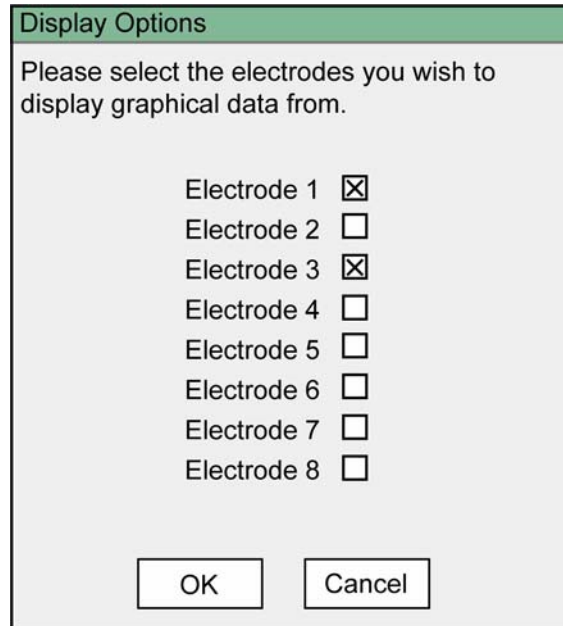 Display Options
Please select the electrodes you wish to
display graphical data from.
Electrode 1
Electrode 2
Electrode 3
Electrode 4
Electrode 5
Electrode 6
Electrode 7
Electrode 8
OK Cancel